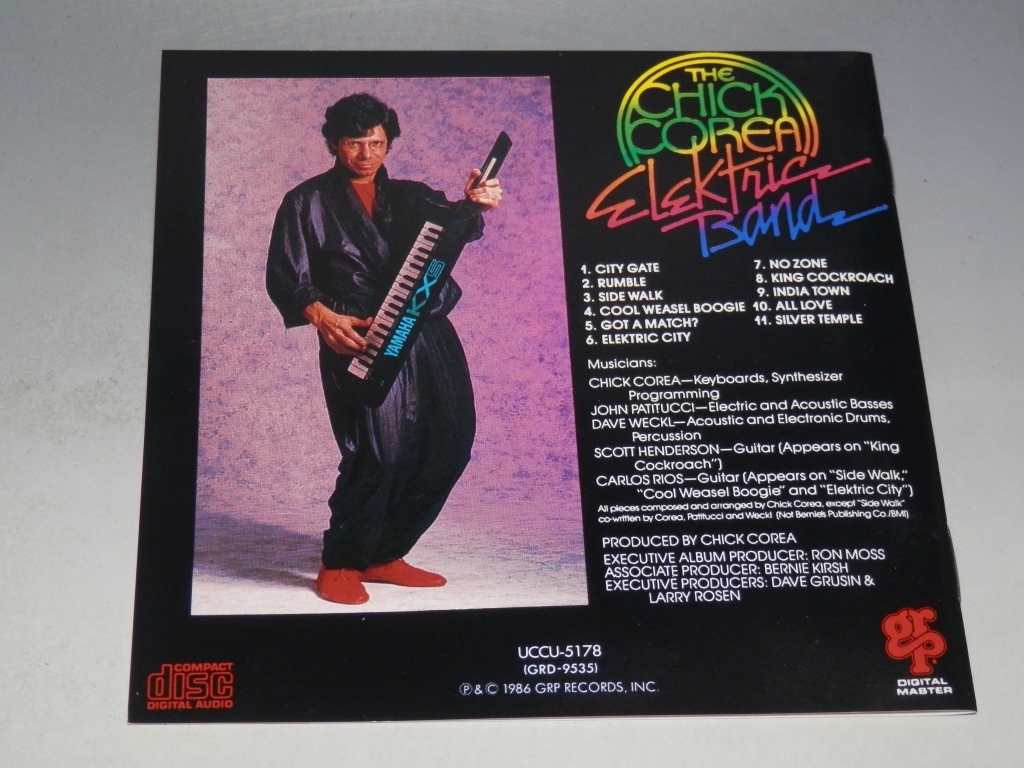 THE
CHICK
COREA
Elektric
Band
1. CITY GATE
2. RUMBLE
3. SIDE WALK
4. COOL WEASEL BOOGIE
5. GOT A MATCH?
6. ELEKTRIC CITY
7. NO ZONE
8. KING COCKROACH
9. INDIA TOWN
10. ALL LOVE
11. SILVER TEMPLE
Musicians:
CHICK COREA—Keyboards, Synthesizer
Programming
JOHN PATITUCCI—Electric and Acoustic Basses
DAVE WECKL—Acoustic and Electronic Drums,
Percussion
SCOTT HENDERSON—Guitar (Appears on "King
Cockroach")
CARLOS RIOS—Guitar (Appears on "Side Walk,"
"Cool Weasel Boogie" and "Elektric City")
All pieces composed and arranged by Chick Corea, except "Side Walk"
co-written by Corea, Patitucci and Weckl (Not Bernie's Publishing Co./BMI)
PRODUCED BY CHICK COREA
EXECUTIVE ALBUM PRODUCER: RON MOSS
ASSOCIATE PRODUCER: BERNIE KIRSH
EXECUTIVE PRODUCERS: DAVE GRUSIN &
LARRY ROSEN
YAMAHA KX5
UCCU-5178
(GRD-9535)
℗ & © 1986 GRP RECORDS, INC.
COMPACT
disc
DIGITAL AUDIO
grp
DIGITAL
MASTER